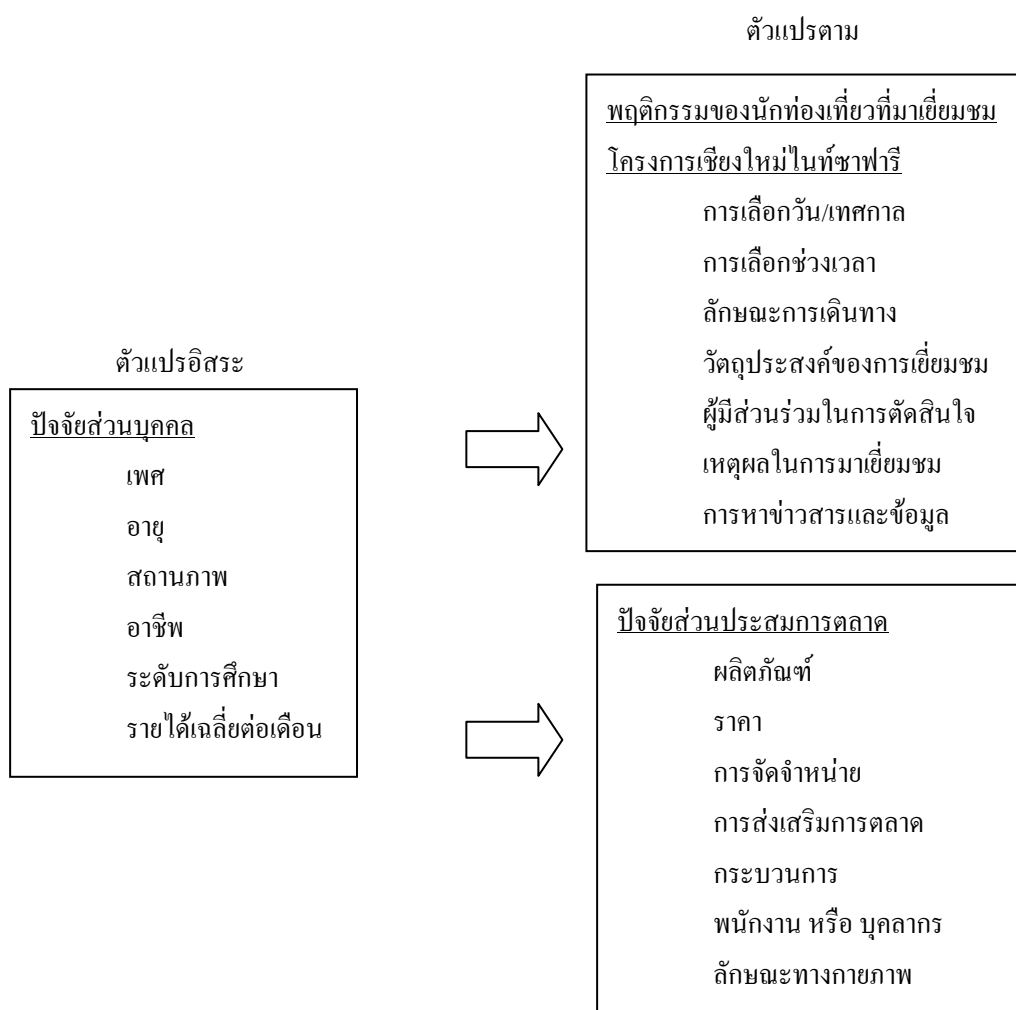 ตัวแปรตาม
พฤติกรรมของนักท่องเที่ยวที่มาเยี่ยมชม
โครงการเชียงใหม่ไนท์ซาฟารี
การเลือกวัน/เทศกาล
การเลือกช่วงเวลา
ลักษณะการเดินทาง
วัตถุประสงค์ของการเยี่ยมชม
ผู้มีส่วนร่วมในการตัดสินใจ
เหตุผลในการมาเยี่ยมชม
การหาข่าวสารและข้อมูล
ตัวแปรอิสระ
ปัจจัยส่วนบุคคล
เพศ
อายุ
สถานภาพ
อาชีพ
ระดับการศึกษา
รายได้เฉลี่ยต่อเดือน
ปัจจัยส่วนประสมการตลาด
ผลิตภัณฑ์
ราคา
การจัดจำหน่าย
การส่งเสริมการตลาด
กระบวนการ
พนักงาน หรือ บุคลากร
ลักษณะทางกายภาพ